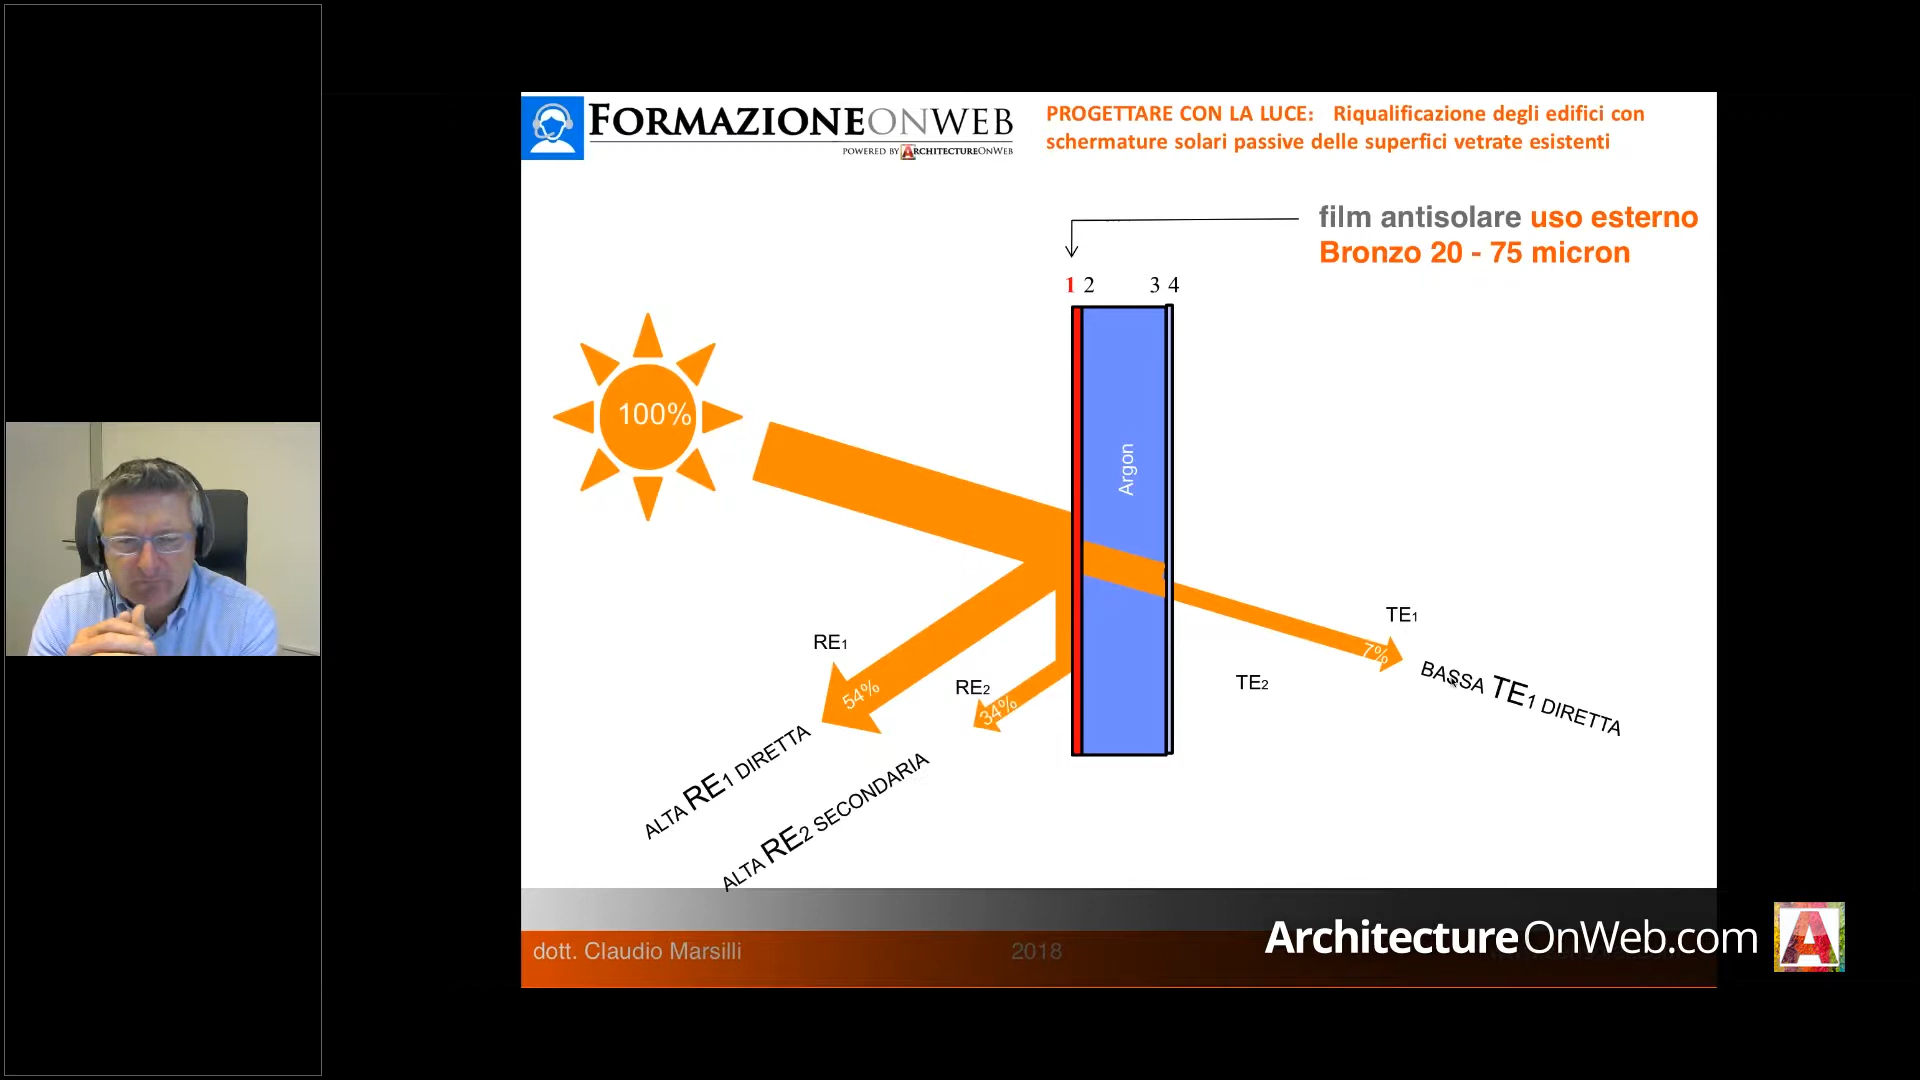 FORMAZIONEONWEB
POWERED BY ARCHITECTUREONWEB
PROGETTARE CON LA LUCE: Riqualificazione degli edifici con
schermature solari passive delle superfici vetrate esistenti
film antisolare uso esterno
Bronzo 20 - 75 micron
1 2 3 4
100%
Argon
TE1
7%
RE1
54%
RE2
34%
TE2
BASSA TE1 DIRETTA
ALTA RE1 DIRETTA
ALTA RE2 SECONDARIA
dott. Claudio Marsilli
2018
ArchitectureOnWeb.com
A